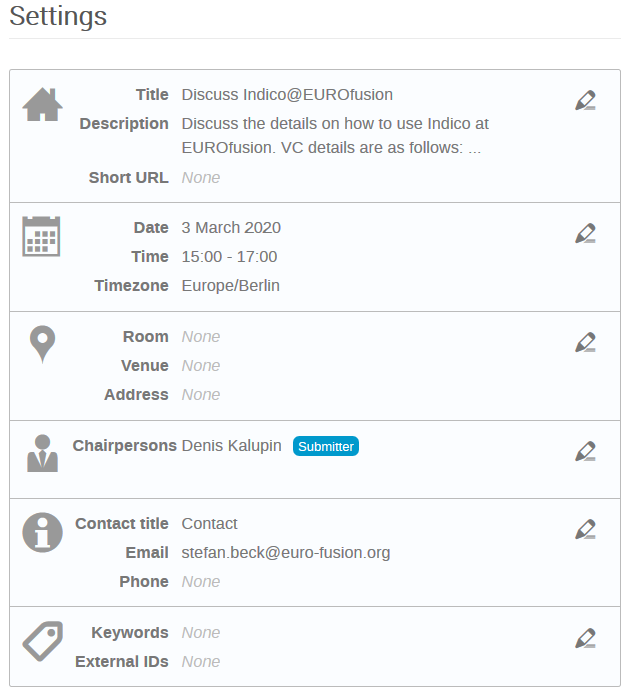 Settings
Title Discuss Indico@EUROfusion
Description Discuss the details on how to use Indico at
EUROfusion. VC details are as follows: ...
Short URL None
Date 3 March 2020
Time 15:00 - 17:00
Timezone Europe/Berlin
Room None
Venue None
Address None
Chairpersons Denis Kalupin Submitter
Contact title Contact
Email stefan.beck@euro-fusion.org
Phone None
Keywords None
External IDs None